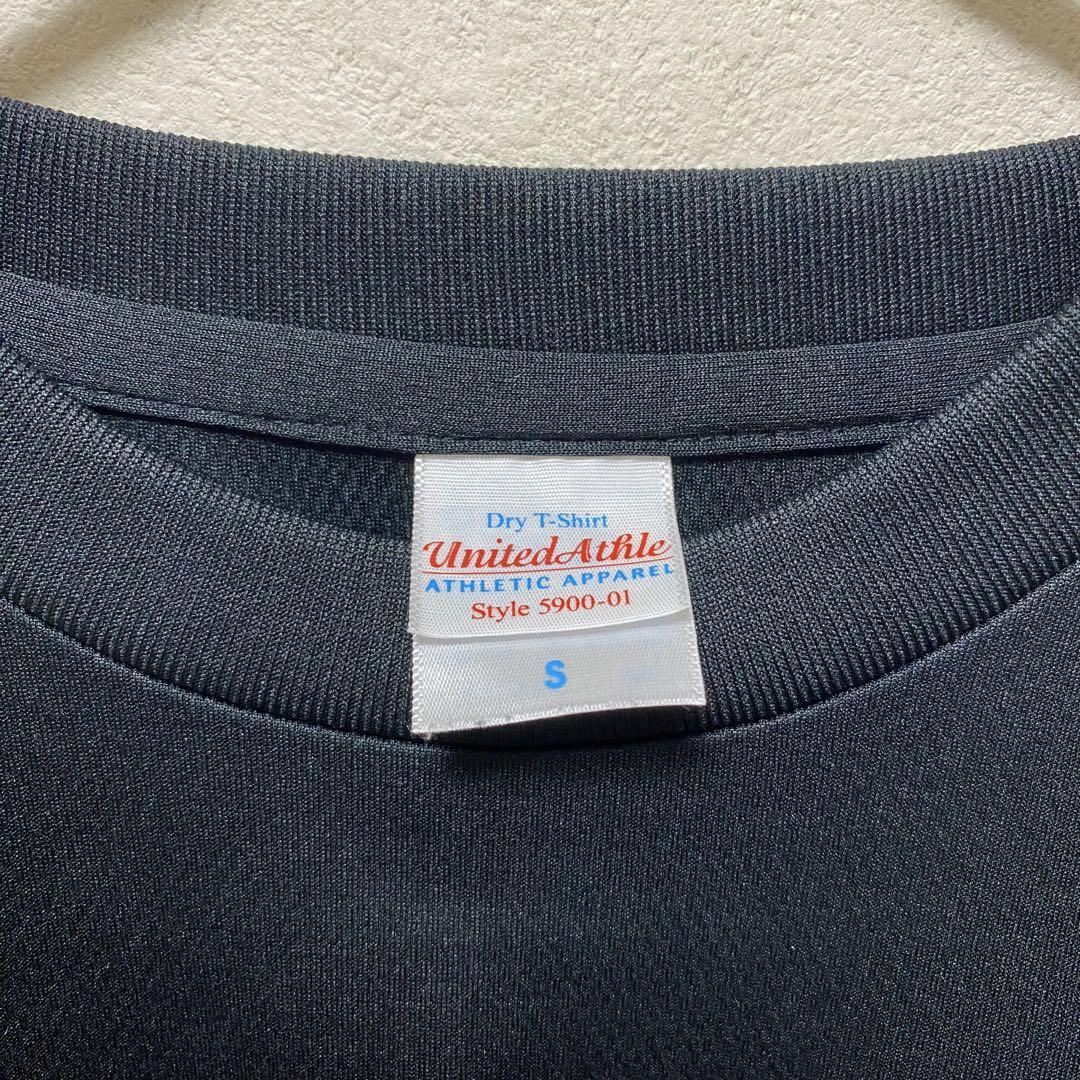 Dry T-Shirt
UnitedAthle
ATHLETIC APPAREL
Style 5900-01
S